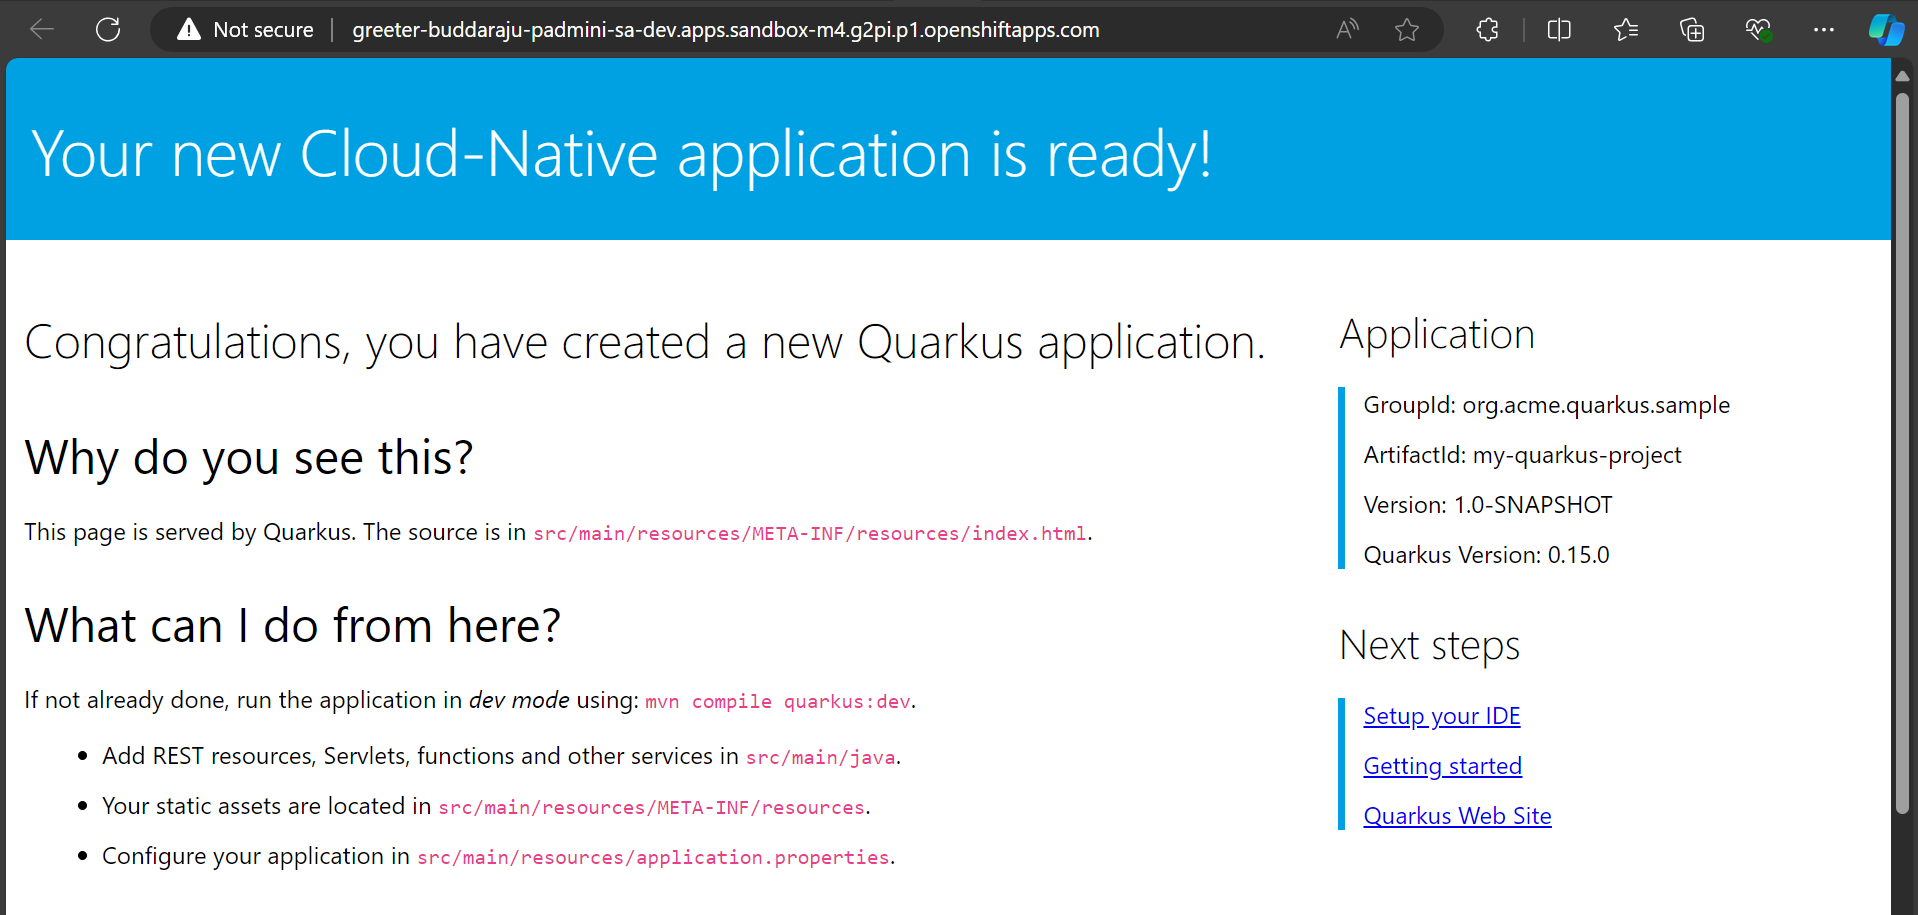 Not secure greeter-buddaraju-padmini-sa-dev.apps.sandbox-m4.g2pi.p1.openshiftapps.com
Your new Cloud-Native application is ready!
Congratulations, you have created a new Quarkus application.
Why do you see this?
This page is served by Quarkus. The source is in src/main/resources/META-INF/resources/index.html.
What can I do from here?
If not already done, run the application in dev mode using: mvn compile quarkus:dev.
• Add REST resources, Servlets, functions and other services in src/main/java.
• Your static assets are located in src/main/resources/META-INF/resources.
• Configure your application in src/main/resources/application.properties.
Application
GroupId: org.acme.quarkus.sample
ArtifactId: my-quarkus-project
Version: 1.0-SNAPSHOT
Quarkus Version: 0.15.0
Next steps
Setup your IDE
Getting started
Quarkus Web Site